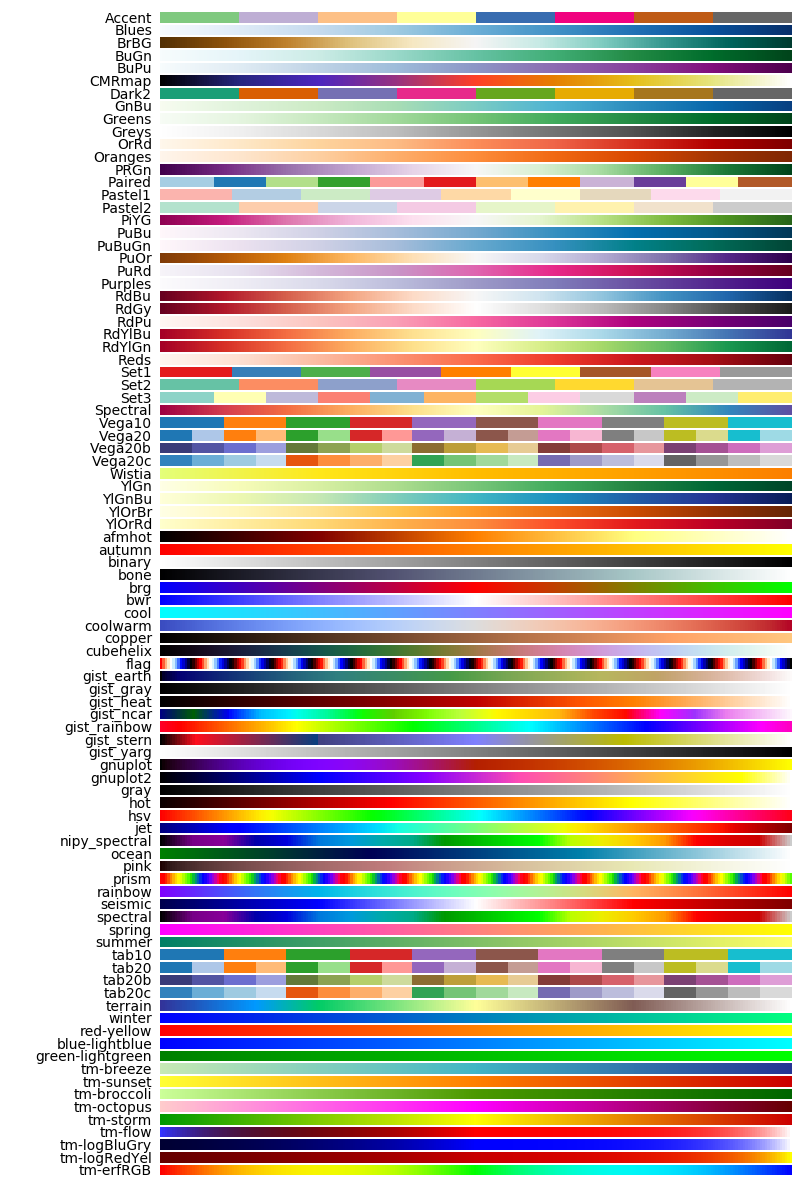 Accent
Blues
BrBG
BuGn
BuPu
CMRmap
Dark2
GnBu
Greens
Greys
OrRd
Oranges
PRGn
Paired
Pastel1
Pastel2
PiYG
PuBu
PuBuGn
PuOr
PuRd
Purples
RdBu
RdGy
RdPu
RdYlBu
RdYlGn
Reds
Set1
Set2
Set3
Spectral
Vega10
Vega20
Vega20b
Vega20c
Wistia
YlGn
YlGnBu
YlOrBr
YlOrRd
afmhot
autumn
binary
bone
brg
bwr
cool
coolwarm
copper
cubehelix
flag
gist_earth
gist_gray
gist_heat
gist_ncar
gist_rainbow
gist_stern
gist_yarg
gnuplot
gnuplot2
gray
hot
hsv
jet
nipy_spectral
ocean
pink
prism
rainbow
seismic
spectral
spring
summer
tab10
tab20
tab20b
tab20c
terrain
winter
red-yellow
blue-lightblue
green-lightgreen
tm-breeze
tm-sunset
tm-broccoli
tm-octopus
tm-storm
tm-flow
tm-logBluGry
tm-logRedYel
tm-erfRGB